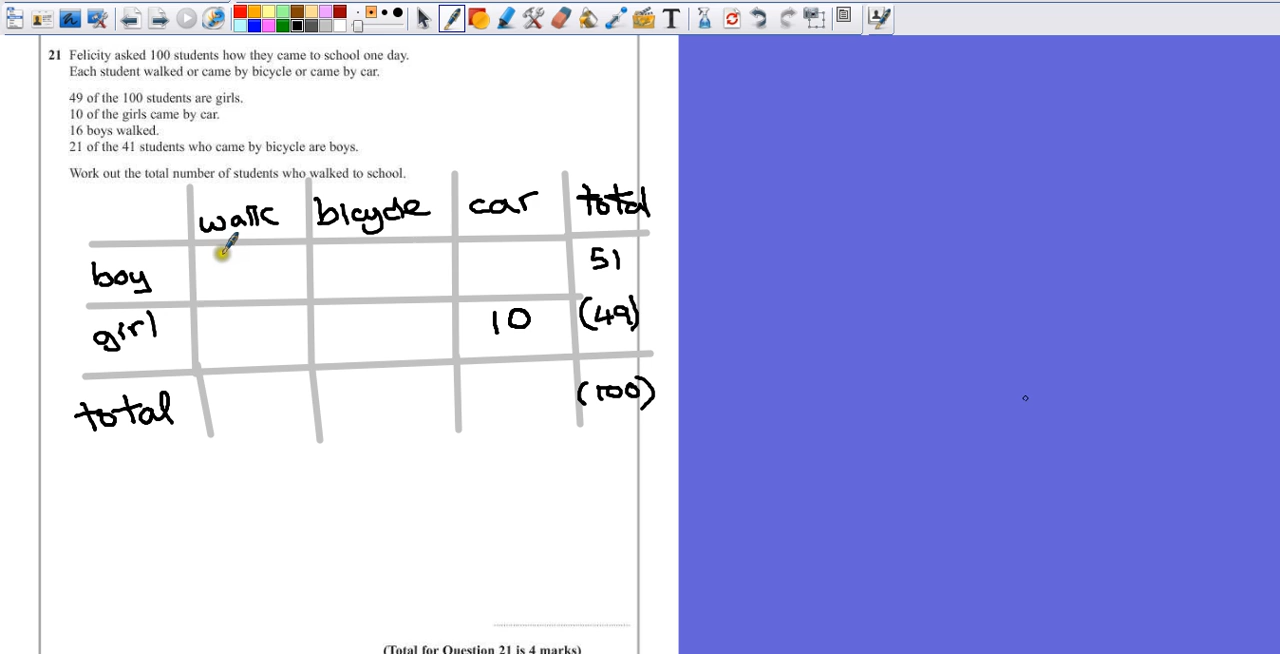 21 Felicity asked 100 students how they came to school one day.
Each student walked or came by bicycle or came by car.
49 of the 100 students are girls.
10 of the girls came by car.
16 boys walked.
21 of the 41 students who came by bicycle are boys.
Work out the total number of students who walked to school.
walk bicycle car total
boy 51
girl 10 (49)
total (100)
(Total for Question 21 is 4 marks)